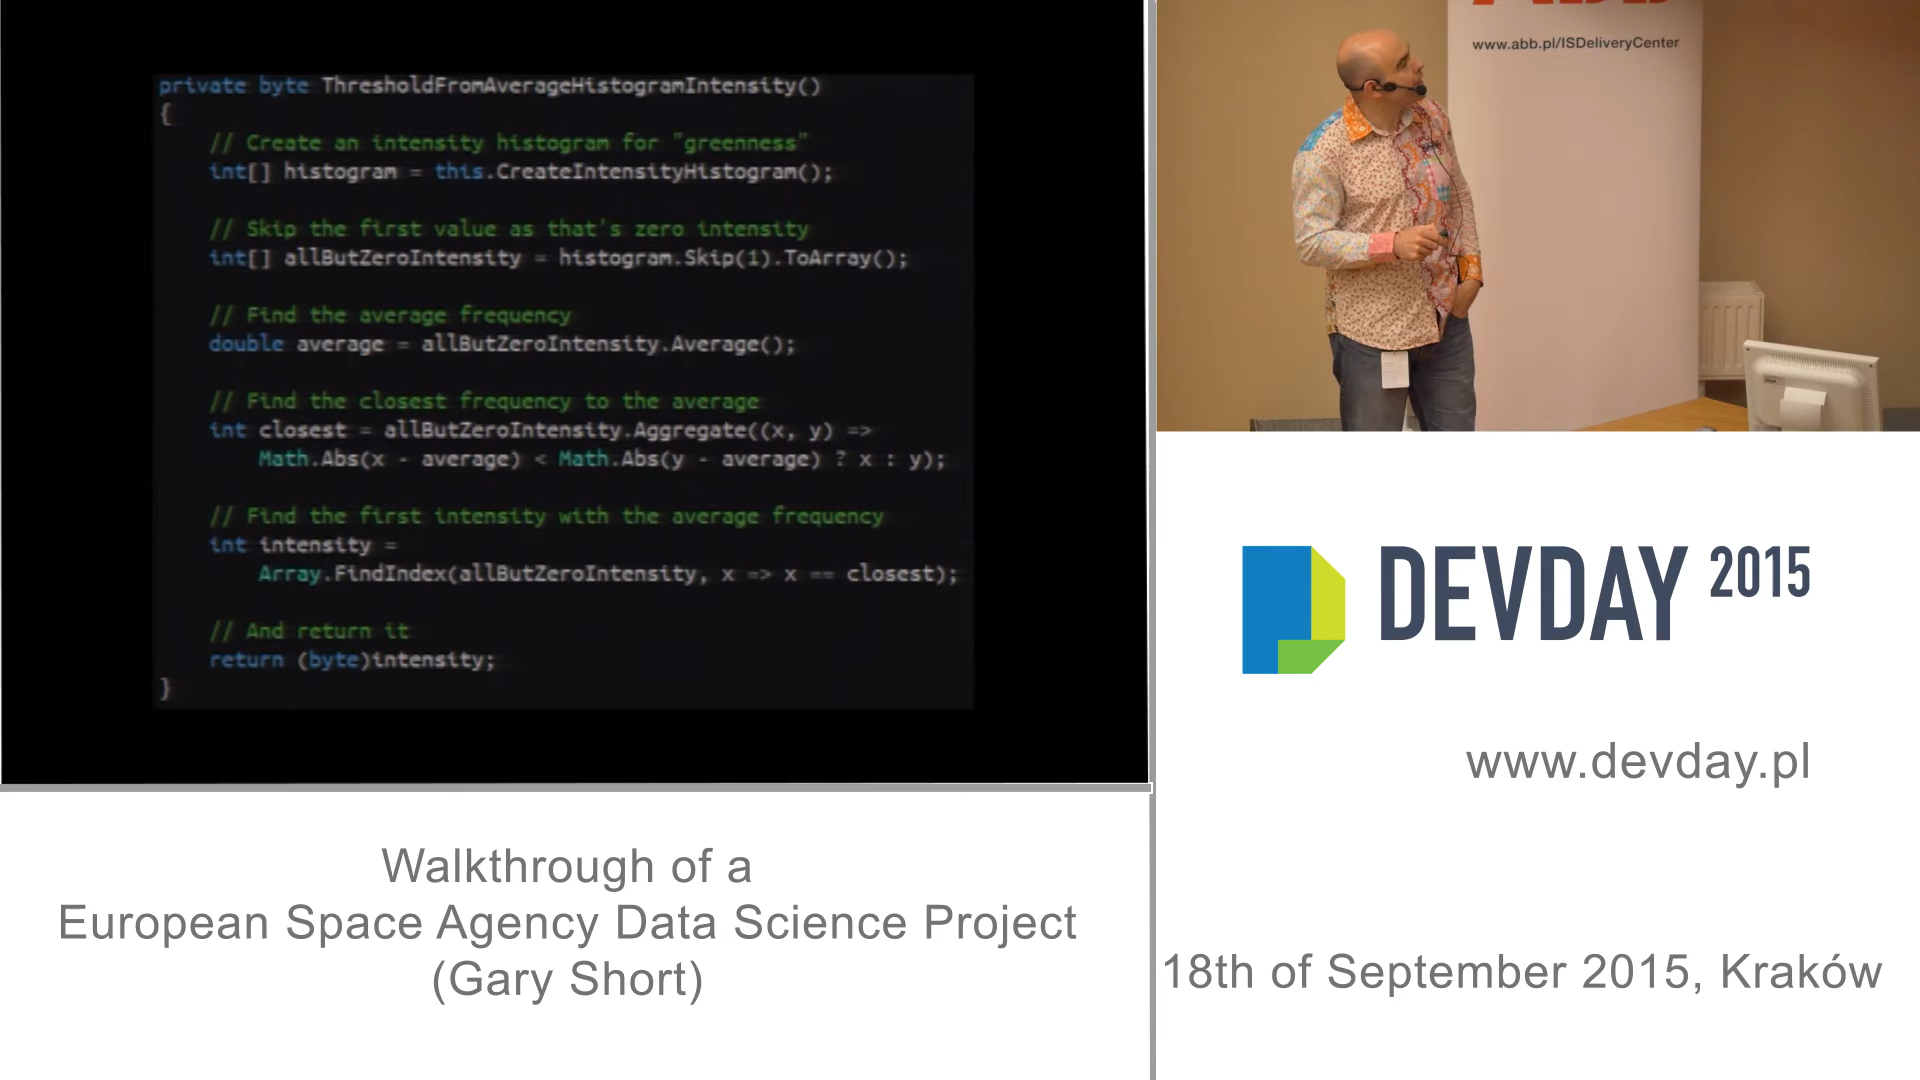 private byte ThresholdFromAverageHistogramIntensity()
{
// Create an intensity histogram for "greenness"
int[] histogram = this.CreateIntensityHistogram();
// Skip the first value as that's zero intensity
int[] allButZeroIntensity = histogram.Skip(1).ToArray();
// Find the average frequency
double average = allButZeroIntensity.Average();
// Find the closest frequency to the average
int closest = allButZeroIntensity.Aggregate((x, y) =>
Math.Abs(x - average) < Math.Abs(y - average) ? x : y);
// Find the first intensity with the average frequency
int intensity =
Array.FindIndex(allButZeroIntensity, x => x == closest);
// And return it
return (byte)intensity;
}
www.abb.pl/ISDeliveryCenter
DEVDAY 2015
www.devday.pl
Walkthrough of a
European Space Agency Data Science Project
(Gary Short)
18th of September 2015, Kraków